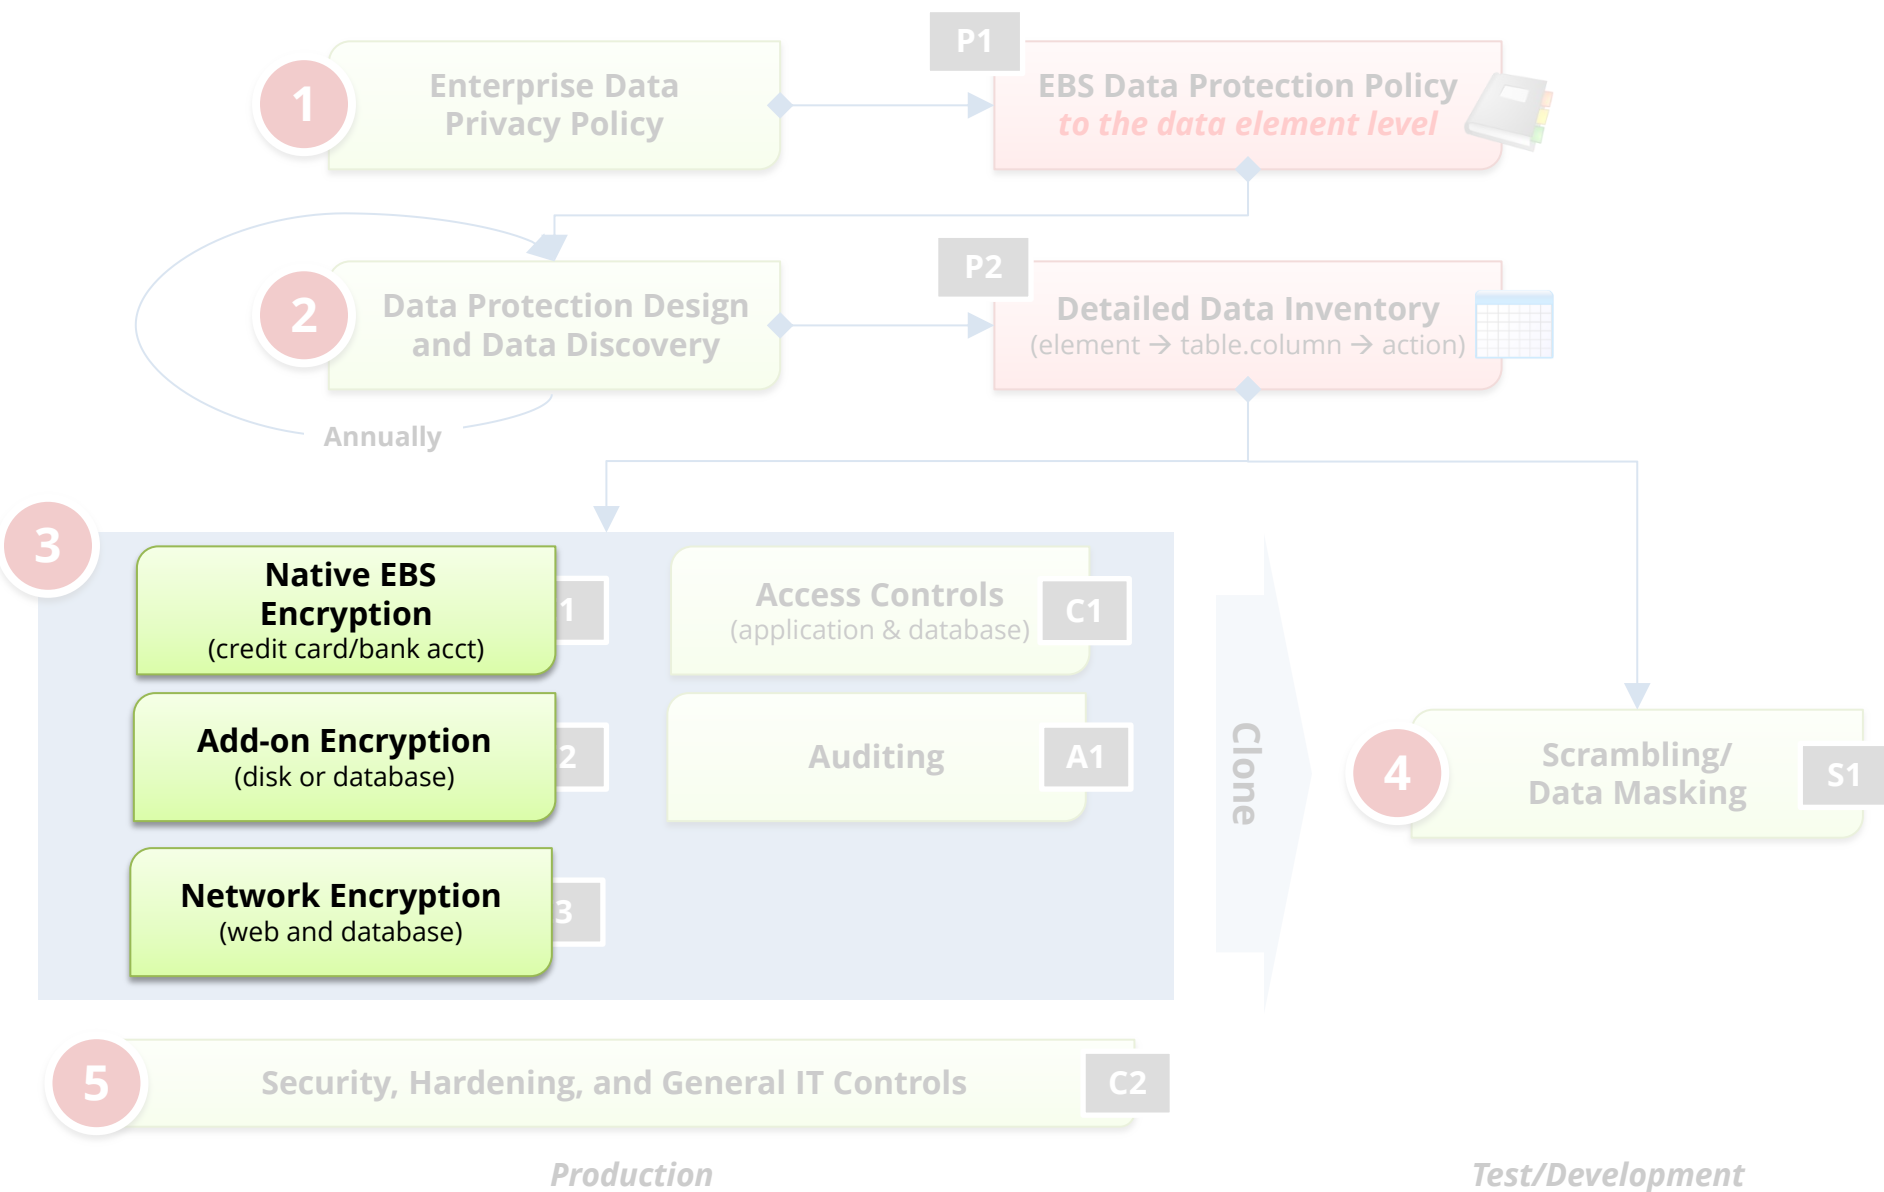 P1
1
Enterprise Data
Privacy Policy
EBS Data Protection Policy
to the data element level
P2
2
Data Protection Design
and Data Discovery
Detailed Data Inventory
(element → table.column → action)
Annually
3
Native EBS
Encryption
(credit card/bank acct)
1
Access Controls
(application & database)
C1
Add-on Encryption
(disk or database)
2
Auditing
A1
Clone
4
Scrambling/
Data Masking
S1
Network Encryption
(web and database)
3
5
Security, Hardening, and General IT Controls
C2
Production
Test/Development